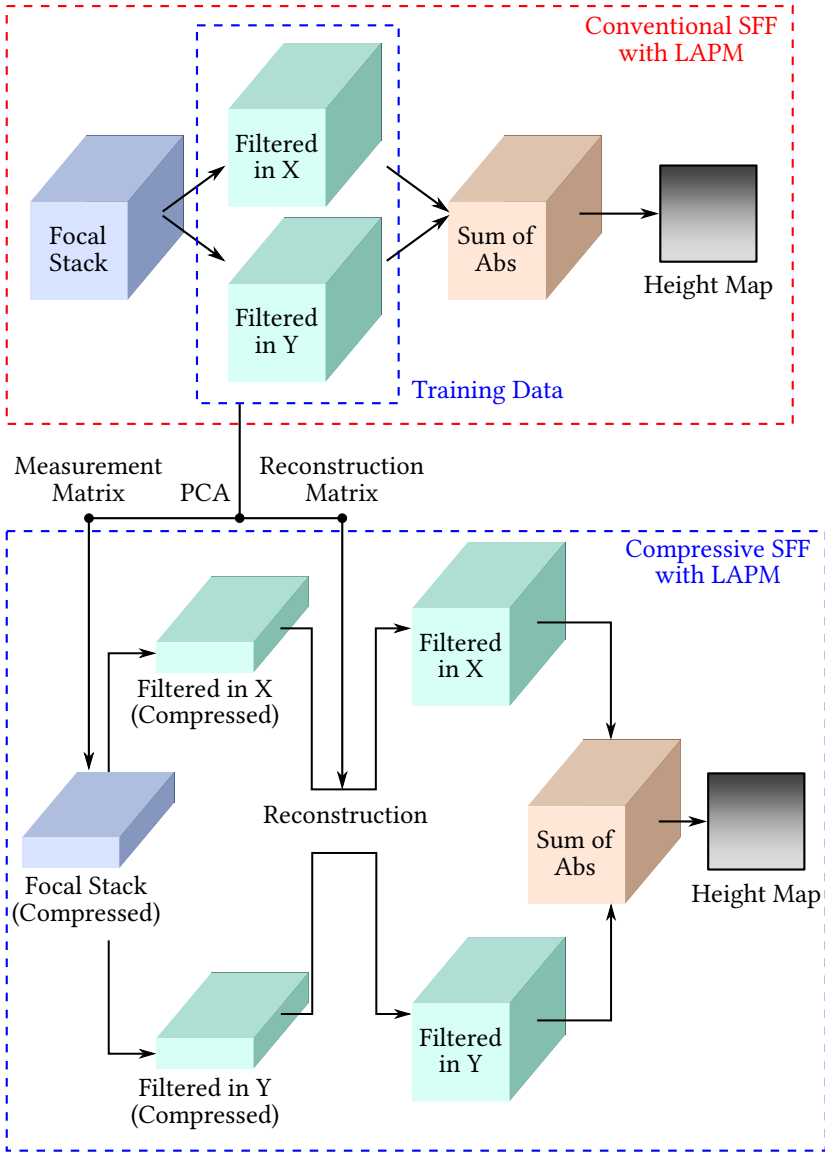 Conventional SFF
with LAPM
Filtered
in X
Focal
Stack
Sum of
Abs
Height Map
Filtered
in Y
Training Data
Measurement
Matrix
PCA
Reconstruction
Matrix
Compressive SFF
with LAPM
Filtered
in X
Filtered in X
(Compressed)
Reconstruction
Sum of
Abs
Focal Stack
(Compressed)
Height Map
Filtered
in Y
Filtered in Y
(Compressed)